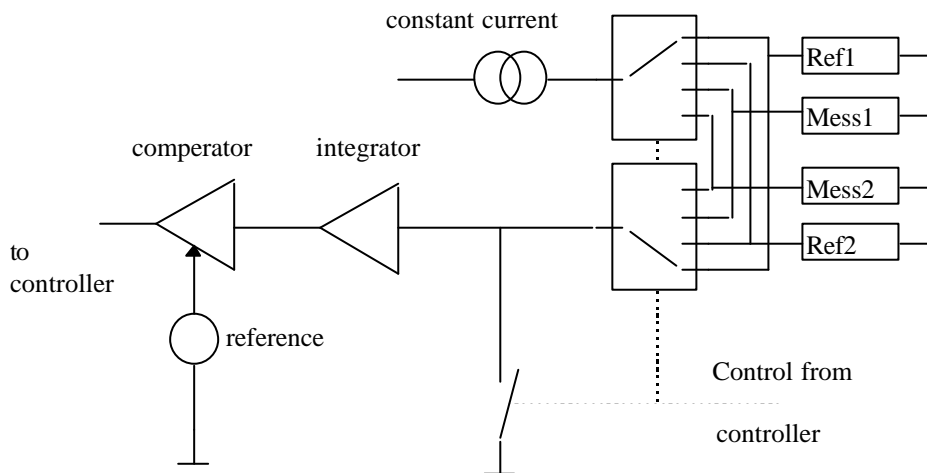 constant current
Ref1
Mess1
comperator
integrator
Mess2
Ref2
to
controller
reference
Control from
controller